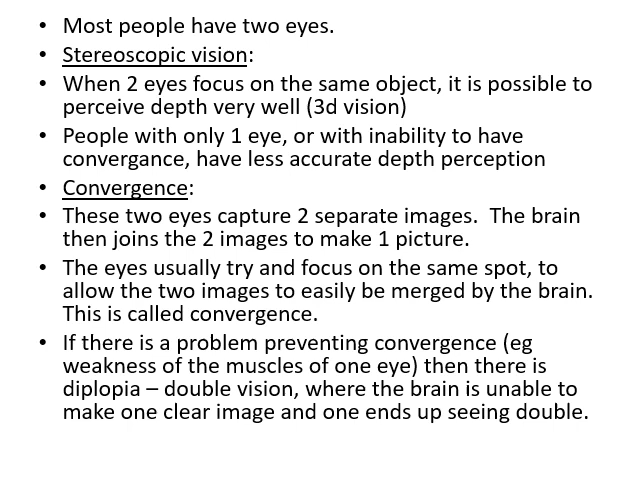 • Most people have two eyes.
• Stereoscopic vision:
• When 2 eyes focus on the same object, it is possible to
perceive depth very well (3d vision)
• People with only 1 eye, or with inability to have
convergance, have less accurate depth perception
• Convergence:
• These two eyes capture 2 separate images.  The brain
then joins the 2 images to make 1 picture.
• The eyes usually try and focus on the same spot, to
allow the two images to easily be merged by the brain.
This is called convergence.
• If there is a problem preventing convergence (eg
weakness of the muscles of one eye) then there is
diplopia – double vision, where the brain is unable to
make one clear image and one ends up seeing double.